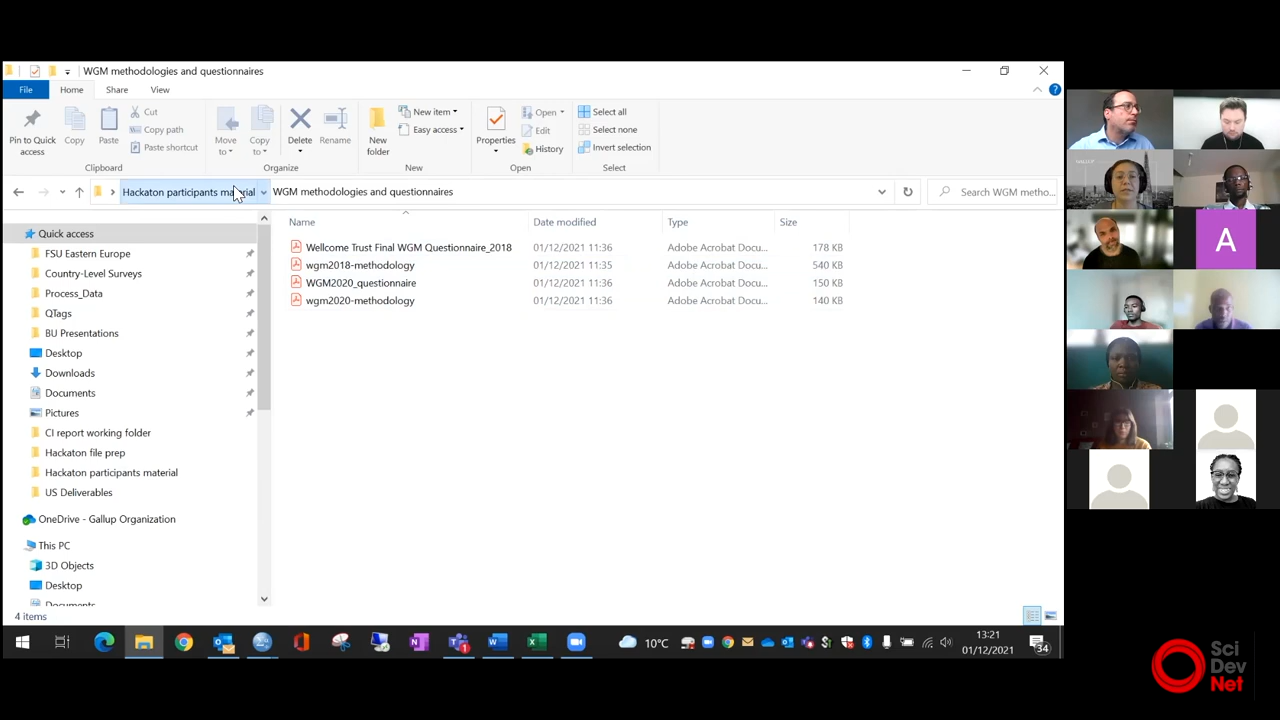 WGM methodologies and questionnaires
File
Home
Share
View
Pin to Quick access
Copy
Paste
Cut
Copy path
Paste shortcut
Clipboard
Move to
Copy to
Delete
Rename
Organize
New folder
New item
Easy access
New
Properties
Open
Edit
History
Open
Select all
Select none
Invert selection
Select
Hackaton participants material
WGM methodologies and questionnaires
Search WGM metho...
Quick access
FSU Eastern Europe
Country-Level Surveys
Process_Data
QTags
BU Presentations
Desktop
Downloads
Documents
Pictures
CI report working folder
Hackaton file prep
Hackaton participants material
US Deliverables
OneDrive - Gallup Organization
This PC
3D Objects
Desktop
Documents
Name Date modified Type Size
Wellcome Trust Final WGM Questionnaire_2018 01/12/2021 11:36 Adobe Acrobat Docu... 178 KB
wgm2018-methodology 01/12/2021 11:35 Adobe Acrobat Docu... 540 KB
WGM2020_questionnaire 01/12/2021 11:36 Adobe Acrobat Docu... 150 KB
wgm2020-methodology 01/12/2021 11:36 Adobe Acrobat Docu... 140 KB
4 items
10°C
13:21
01/12/2021
34
A
Sci
Dev
Net